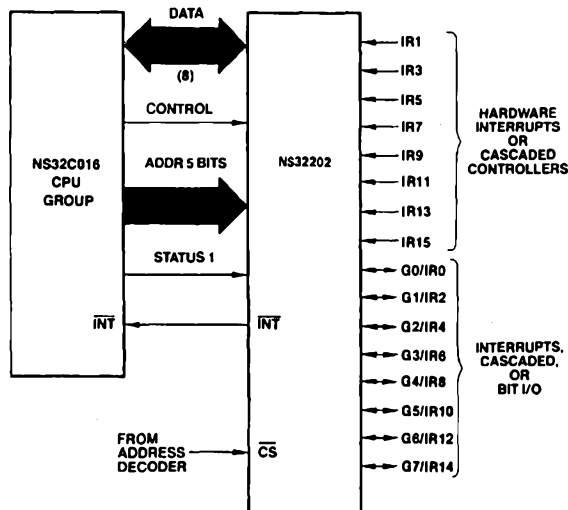 DATA
(8)
CONTROL
NS32C016
CPU
GROUP
ADDR 5 BITS
STATUS 1
INT
NS32202
INT
FROM
ADDRESS
DECODER
CS
IR1
IR3
IR5
IR7
IR9
IR11
IR13
IR15
HARDWARE
INTERRUPTS
OR
CASCADED
CONTROLLERS
G0/IR0
G1/IR2
G2/IR4
G3/IR6
G4/IR8
G5/IR10
G6/IR12
G7/IR14
INTERRUPTS,
CASCADED,
OR
BIT I/O